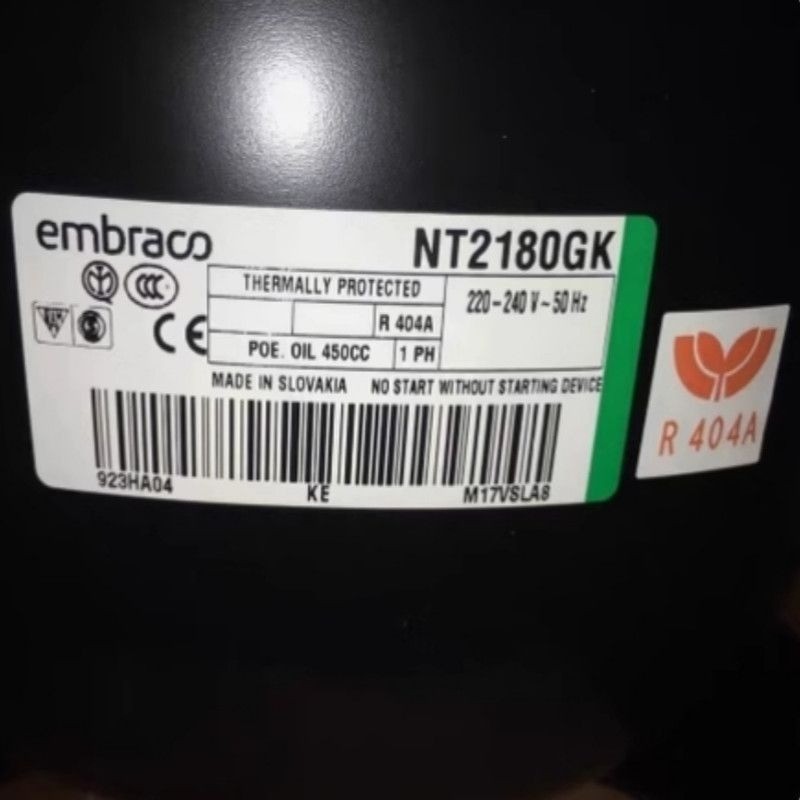 embraco
NT2180GK
THERMALLY PROTECTED
220-240 V ~ 50 Hz
R 404A
POE. OIL 450CC
1 PH
CE
MADE IN SLOVAKIA
NO START WITHOUT STARTING DEVICE
923HA04
KE
M17VSLA8
R 404A